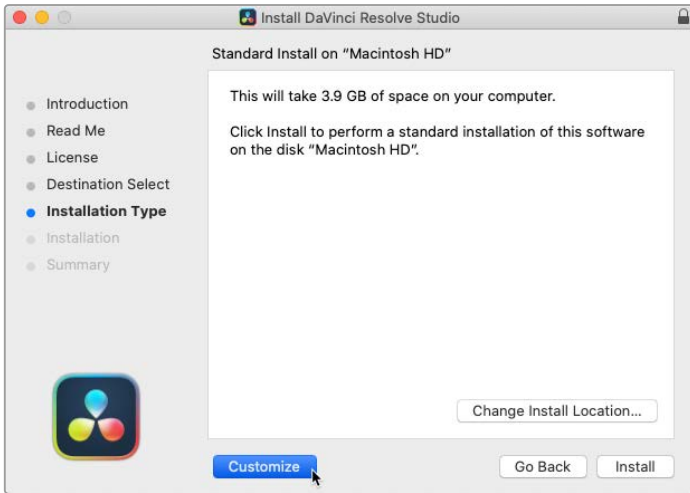 Install DaVinci Resolve Studio
Standard Install on “Macintosh HD”
Introduction
Read Me
License
Destination Select
Installation Type
Installation
Summary
This will take 3.9 GB of space on your computer.
Click Install to perform a standard installation of this software
on the disk “Macintosh HD”.
Change Install Location...
Customize
Go Back
Install